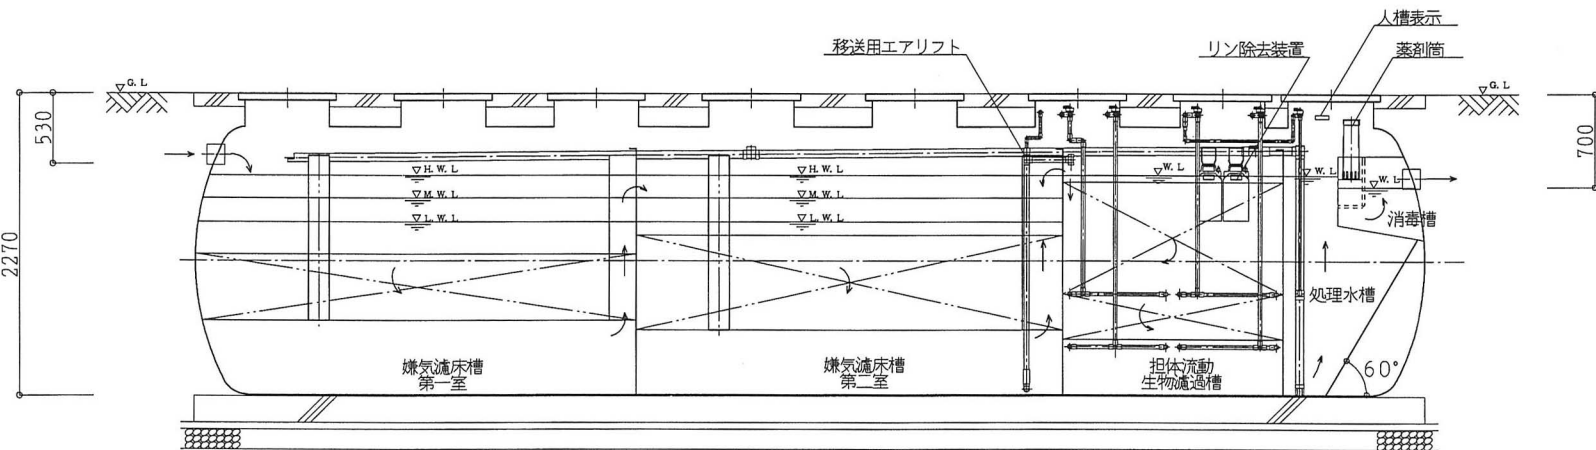 人槽表示
移送用エアリフト
リン除去装置
薬剤筒
G.L
G.L
530
700
2270
H.W.L
M.W.L
L.W.L
H.W.L
M.W.L
L.W.L
W.L
W.L
W.L
消毒槽
処理水槽
60°
嫌気濾床槽
第一室
嫌気濾床槽
第二室
担体流動
生物濾過槽